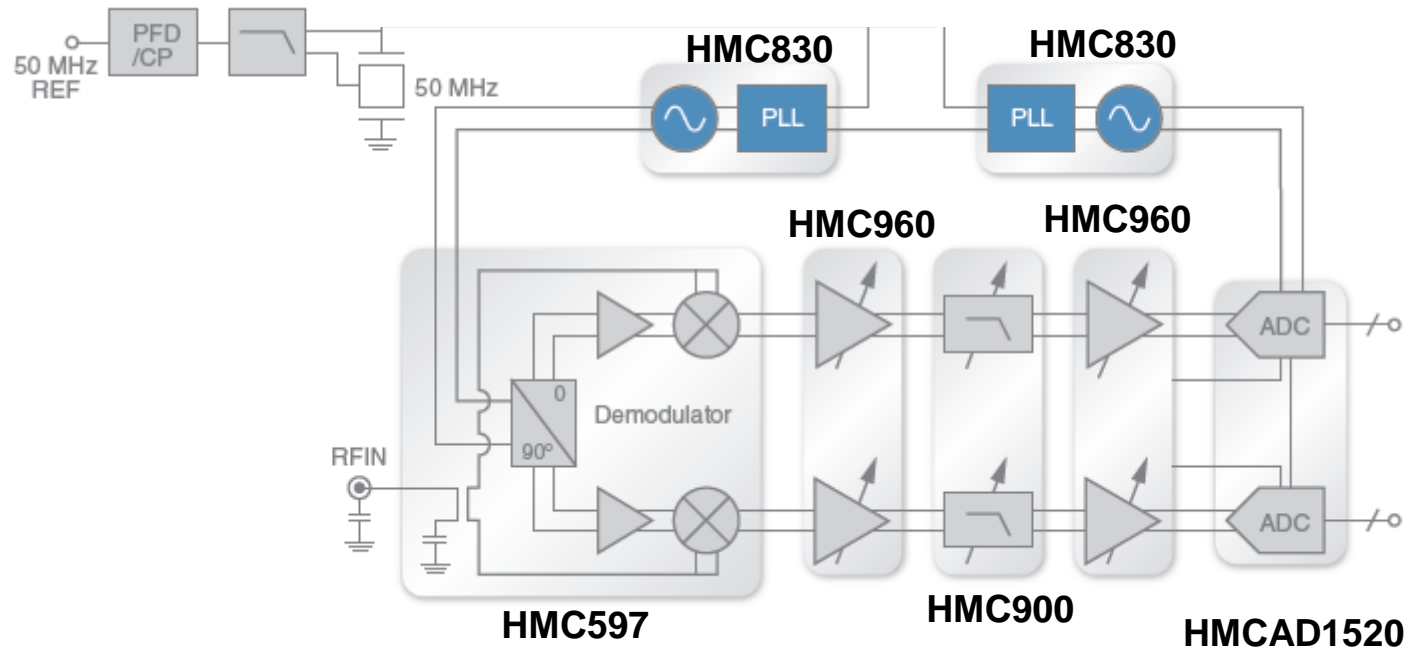 PFD
/CP
50 MHz
REF
50 MHz
HMC830
PLL
HMC830
PLL
HMC960
HMC960
0
90º
Demodulator
ADC
RFIN
ADC
HMC597
HMC900
HMCAD1520